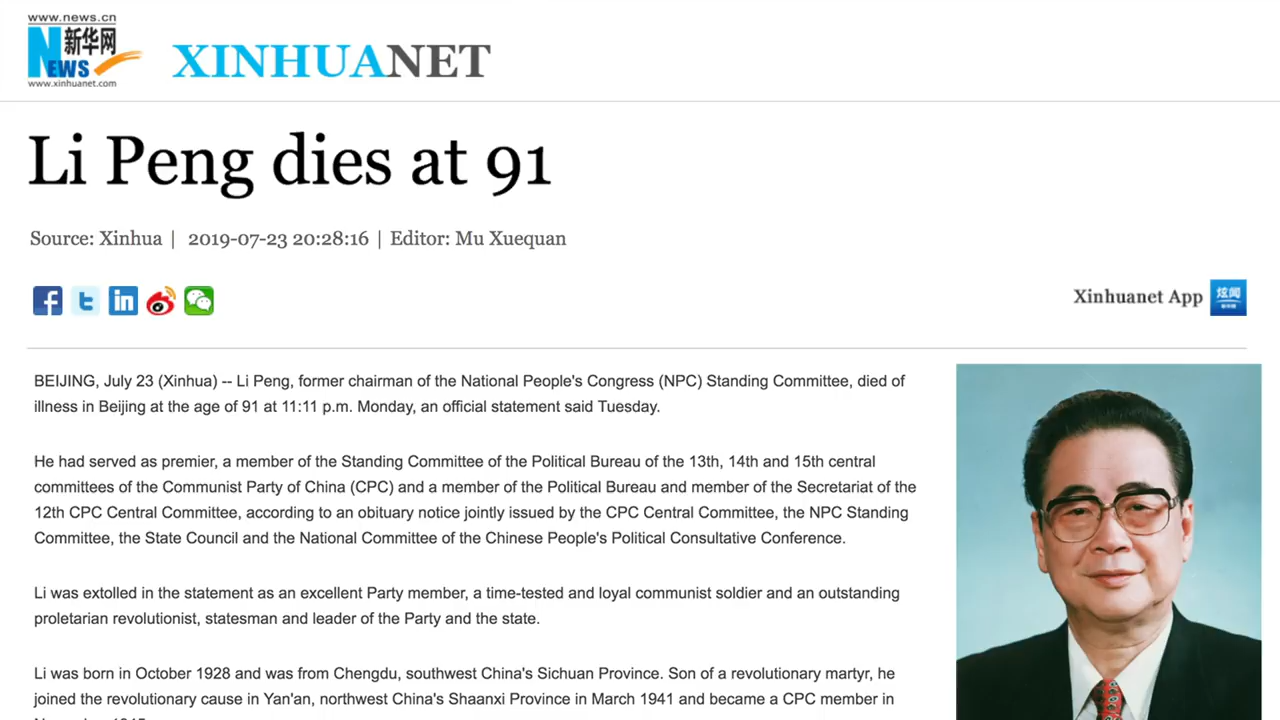 www.news.cn
新华网
NEWS
www.xinhuanet.com
XINHUANET
Li Peng dies at 91
Source: Xinhua | 2019-07-23 20:28:16 | Editor: Mu Xuequan
Xinhuanet App
炫闻
BEIJING, July 23 (Xinhua) -- Li Peng, former chairman of the National People's Congress (NPC) Standing Committee, died of
illness in Beijing at the age of 91 at 11:11 p.m. Monday, an official statement said Tuesday.
He had served as premier, a member of the Standing Committee of the Political Bureau of the 13th, 14th and 15th central
committees of the Communist Party of China (CPC) and a member of the Political Bureau and member of the Secretariat of the
12th CPC Central Committee, according to an obituary notice jointly issued by the CPC Central Committee, the NPC Standing
Committee, the State Council and the National Committee of the Chinese People's Political Consultative Conference.
Li was extolled in the statement as an excellent Party member, a time-tested and loyal communist soldier and an outstanding
proletarian revolutionist, statesman and leader of the Party and the state.
Li was born in October 1928 and was from Chengdu, southwest China's Sichuan Province. Son of a revolutionary martyr, he
joined the revolutionary cause in Yan'an, northwest China's Shaanxi Province in March 1941 and became a CPC member in